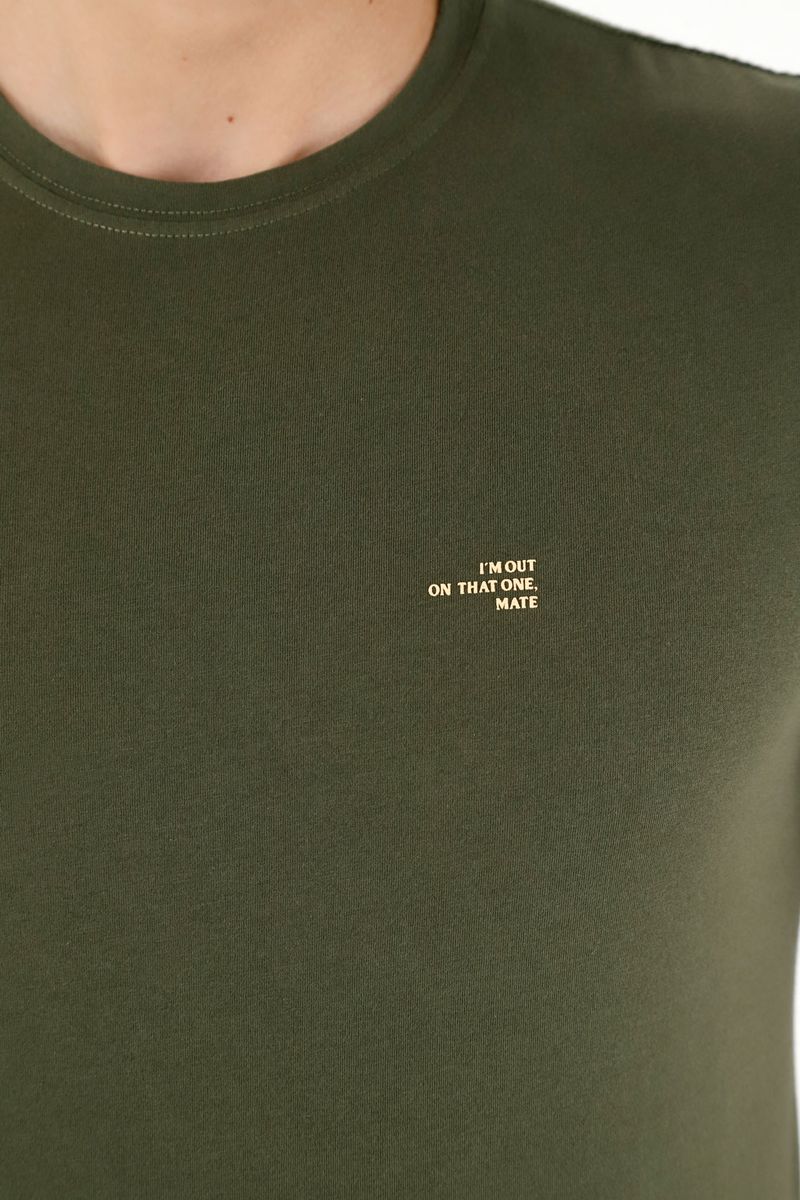 I'M OUT
ON THAT ONE,
MATE